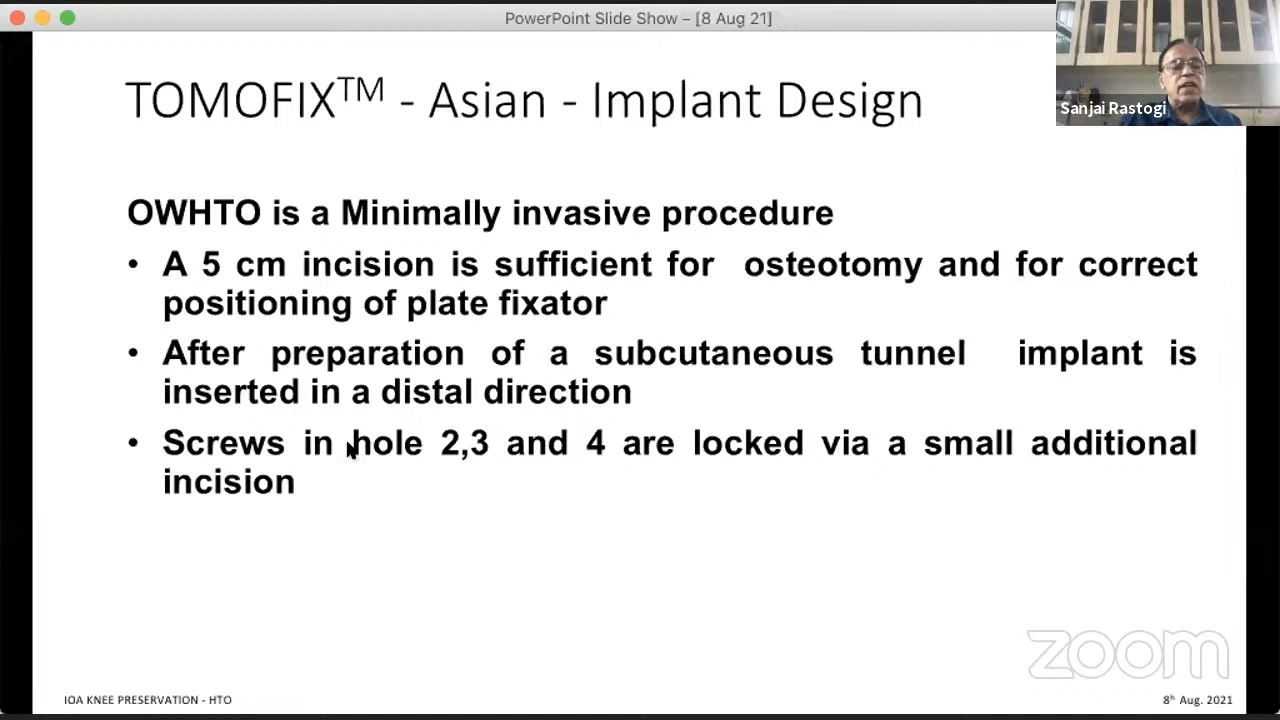 PowerPoint Slide Show – [8 Aug 21]
Sanjai Rastogi
TOMOFIX™ - Asian - Implant Design
OWHTO is a Minimally invasive procedure
• A 5 cm incision is sufficient for osteotomy and for correct
positioning of plate fixator
• After preparation of a subcutaneous tunnel implant is
inserted in a distal direction
• Screws in hole 2,3 and 4 are locked via a small additional
incision
zoom
IOA KNEE PRESERVATION - HTO
8ʰ Aug. 2021